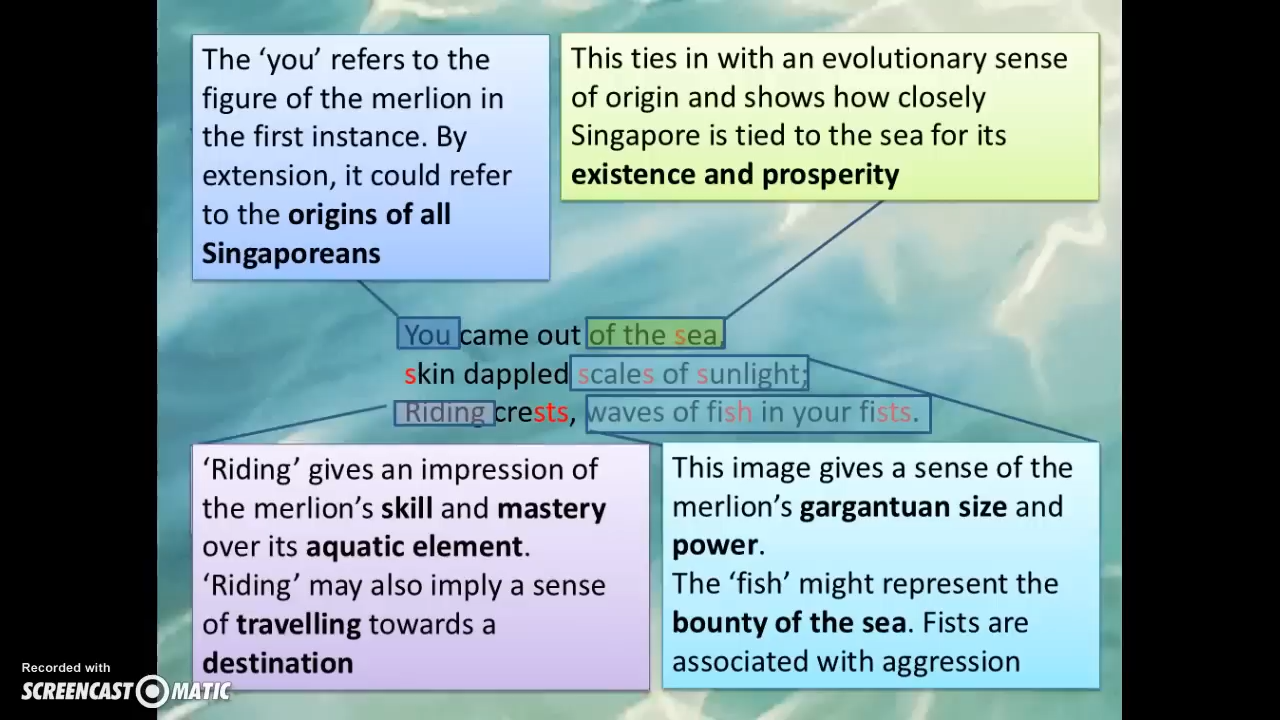 The ‘you’ refers to the
figure of the merlion in
the first instance. By
extension, it could refer
to the origins of all
Singaporeans
This ties in with an evolutionary sense
of origin and shows how closely
Singapore is tied to the sea for its
existence and prosperity
You came out of the sea,
skin dappled scales of sunlight;
Riding crests, waves of fish in your fists.
‘Riding’ gives an impression of
the merlion’s skill and mastery
over its aquatic element.
‘Riding’ may also imply a sense
of travelling towards a
destination
This image gives a sense of the
merlion’s gargantuan size and
power.
The ‘fish’ might represent the
bounty of the sea. Fists are
associated with aggression
Recorded with
SCREENCAST-O-MATIC